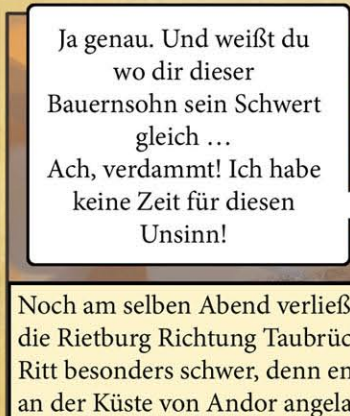 Ja genau. Und weißt du
wo dir dieser
Bauernsohn sein Schwert
gleich …
Ach, verdammt! Ich habe
keine Zeit für diesen
Unsinn!
Noch am selben Abend verließ
die Rietburg Richtung
Ritt besonders schwer, denn
an der Küste von Andor